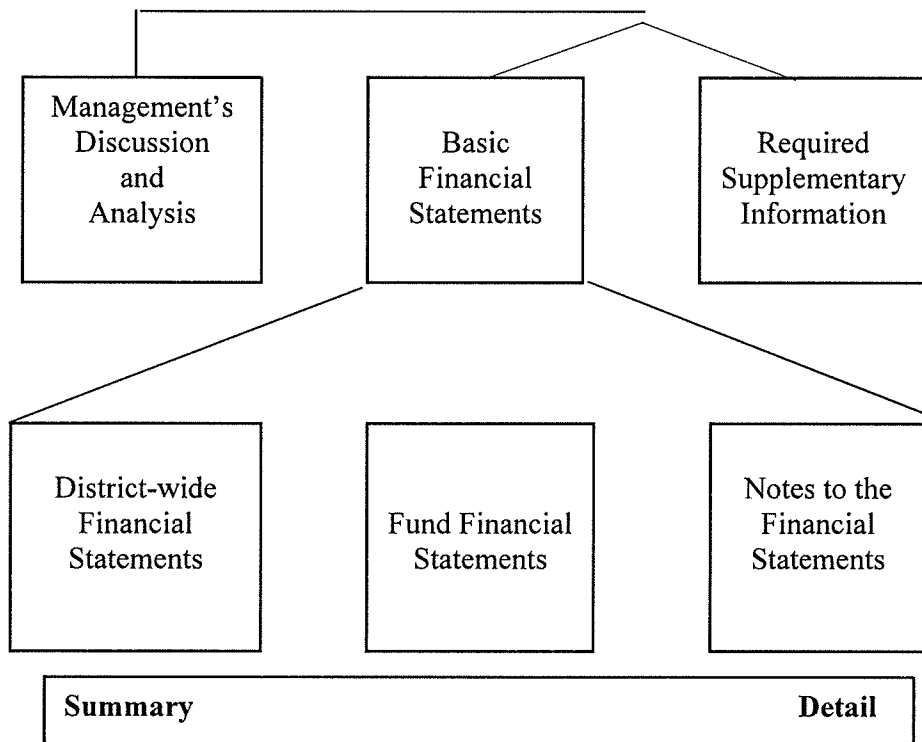 Management’s
Discussion
and
Analysis
Basic
Financial
Statements
Required
Supplementary
Information
District-wide
Financial
Statements
Fund Financial
Statements
Notes to the
Financial
Statements
Summary Detail